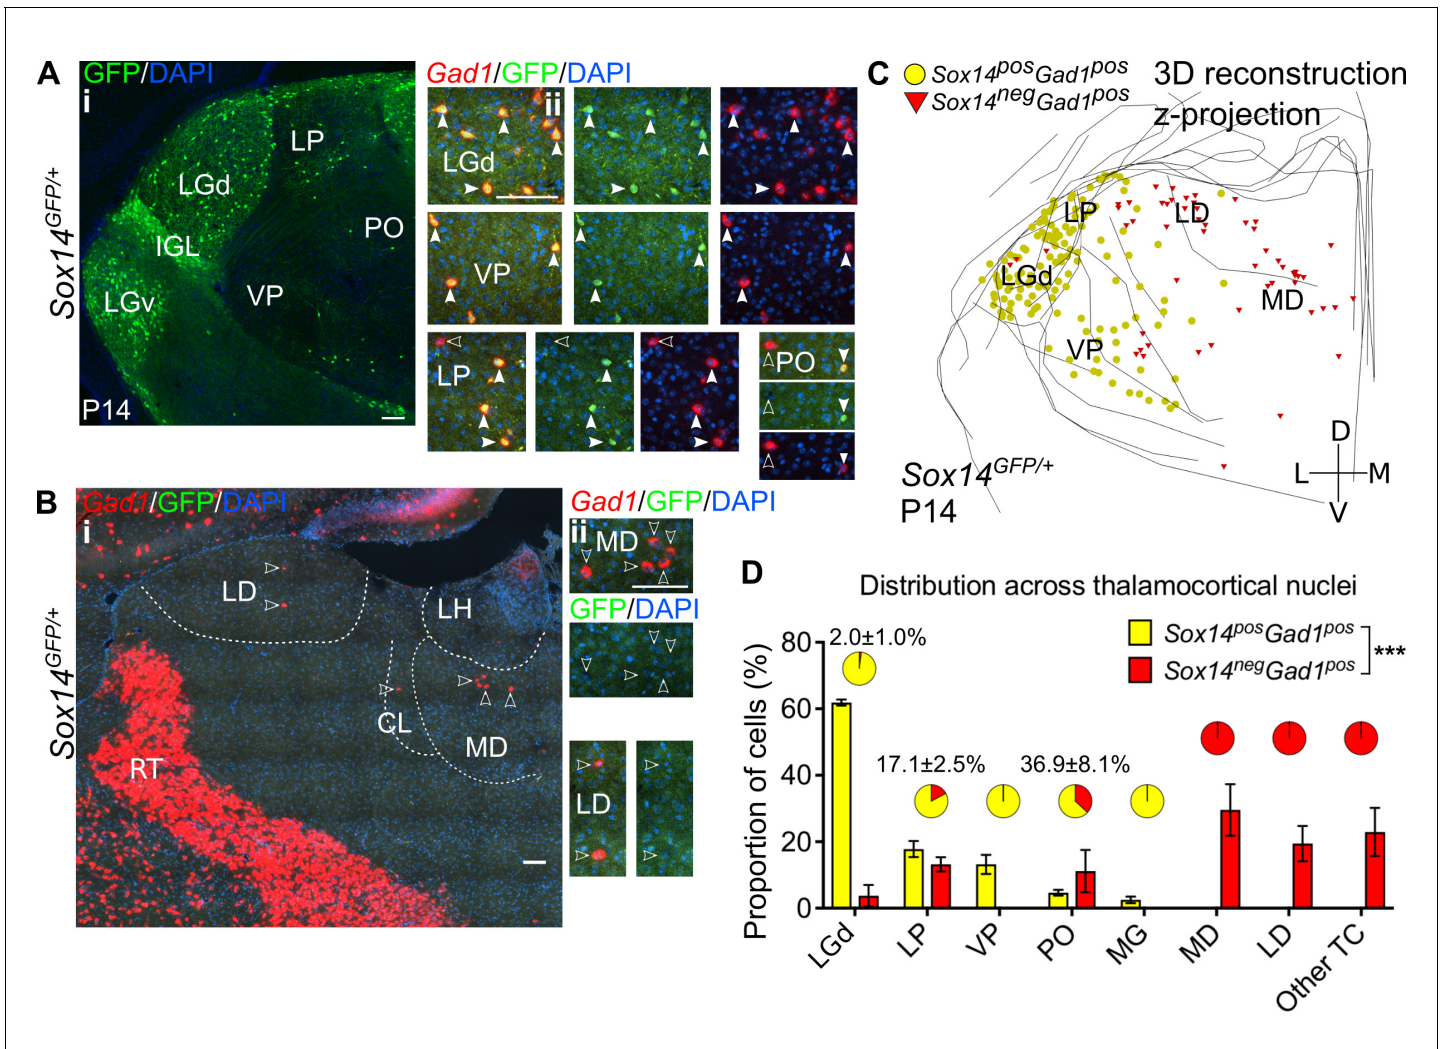 A
GFP/DAPI
i
LP
LGd
PO
IGL
LGv
VP
P14
Sox14GFP/+
Gad1/GFP/DAPI
ii
LGd
VP
LP
PO
B
Gad1/GFP/DAPI
i
LD
LH
CL
MD
RT
Sox14GFP/+
Gad1/GFP/DAPI
ii
MD
GFP/DAPI
LD
C
Sox14posGad1pos
Sox14negGad1pos
3D reconstruction
z-projection
LP
LD
LGd
MD
VP
D
L M
V
Sox14GFP/+
P14
D
Distribution across thalamocortical nuclei
Sox14posGad1pos
Sox14negGad1pos
***
2.0±1.0%
17.1±2.5%
36.9±8.1%
Proportion of cells (%)
80
60
40
20
0
LGd
LP
VP
PO
MG
MD
LD
Other TC